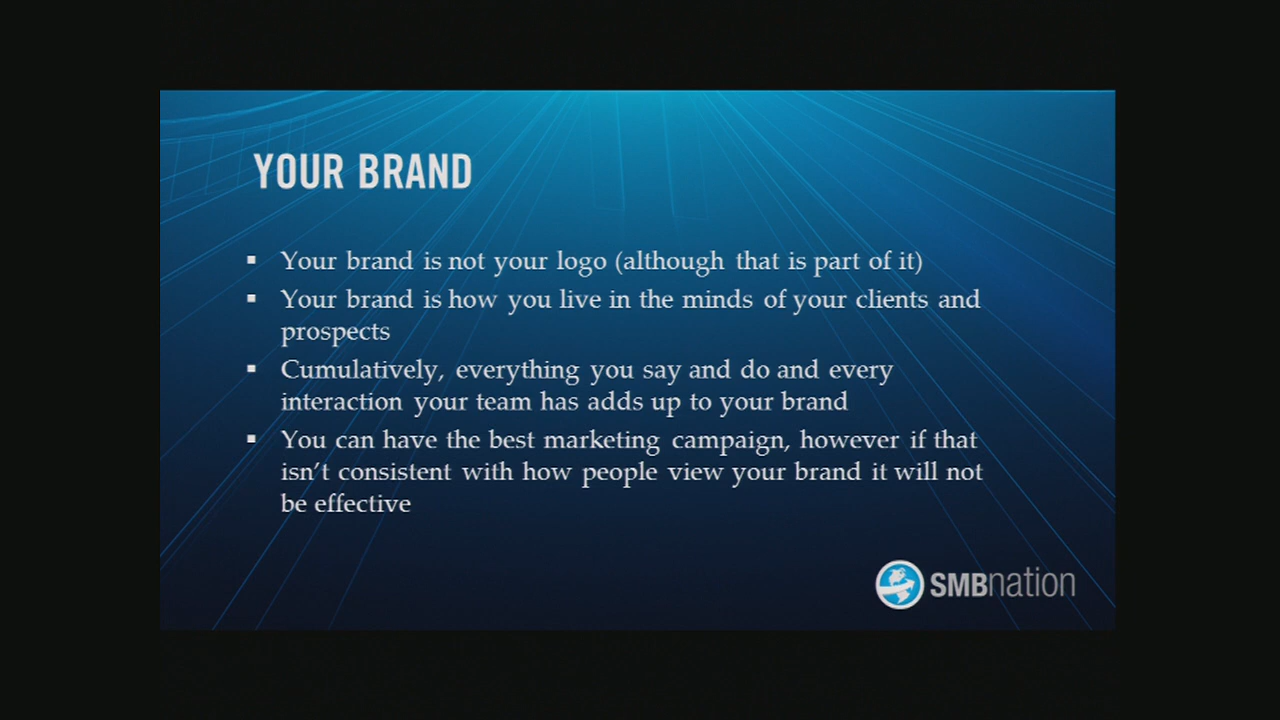 YOUR BRAND
▪ Your brand is not your logo (although that is part of it)
▪ Your brand is how you live in the minds of your clients and
prospects
▪ Cumulatively, everything you say and do and every
interaction your team has adds up to your brand
▪ You can have the best marketing campaign, however if that
isn’t consistent with how people view your brand it will not
be effective
SMBnation